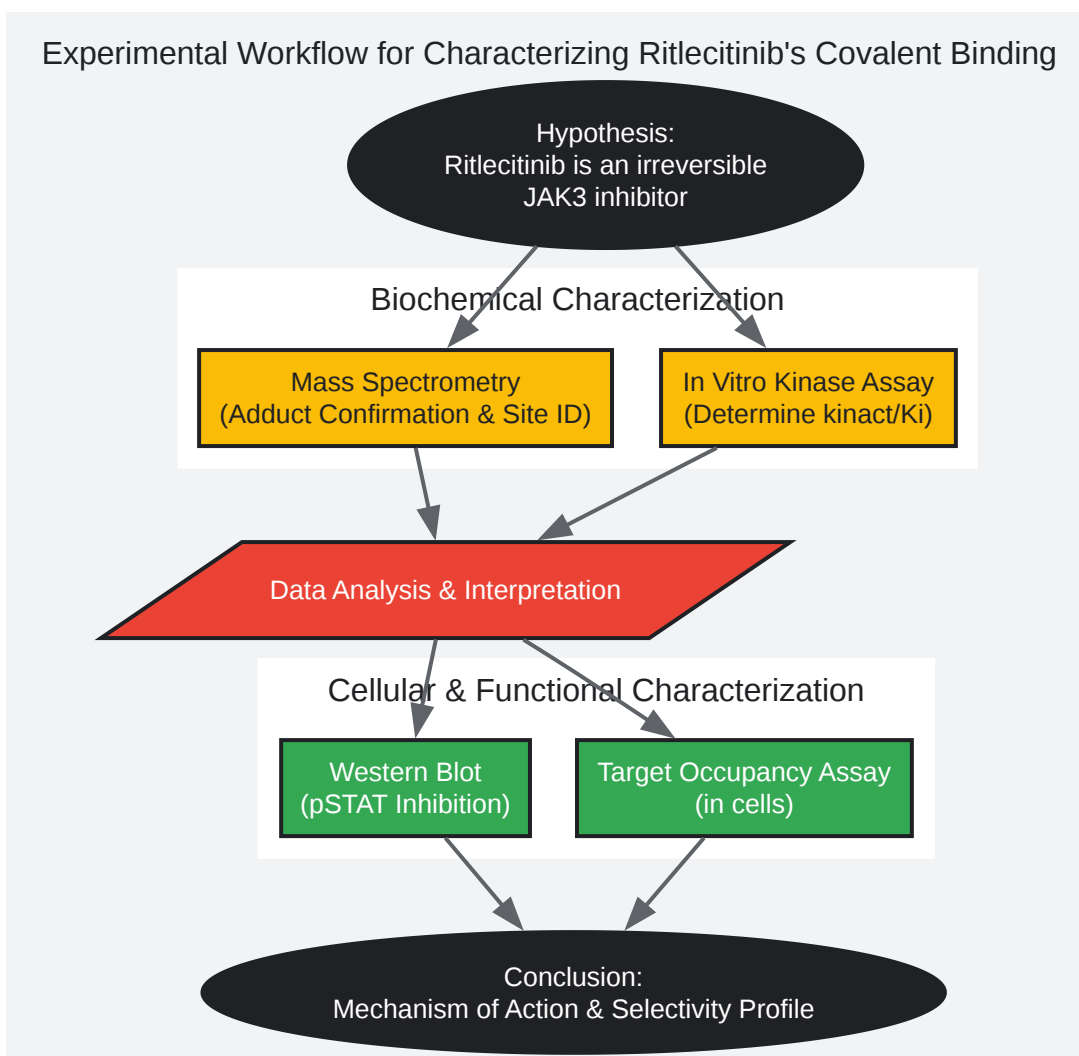 Experimental Workflow for Characterizing Ritlecitinib's Covalent Binding
Hypothesis:
Ritlecitinib is an irreversible
JAK3 inhibitor
Biochemical Characterization
Mass Spectrometry
(Adduct Confirmation & Site ID)
In Vitro Kinase Assay
(Determine kinact/Ki)
Data Analysis & Interpretation
Cellular & Functional Characterization
Western Blot
(pSTAT Inhibition)
Target Occupancy Assay
(in cells)
Conclusion:
Mechanism of Action & Selectivity Profile